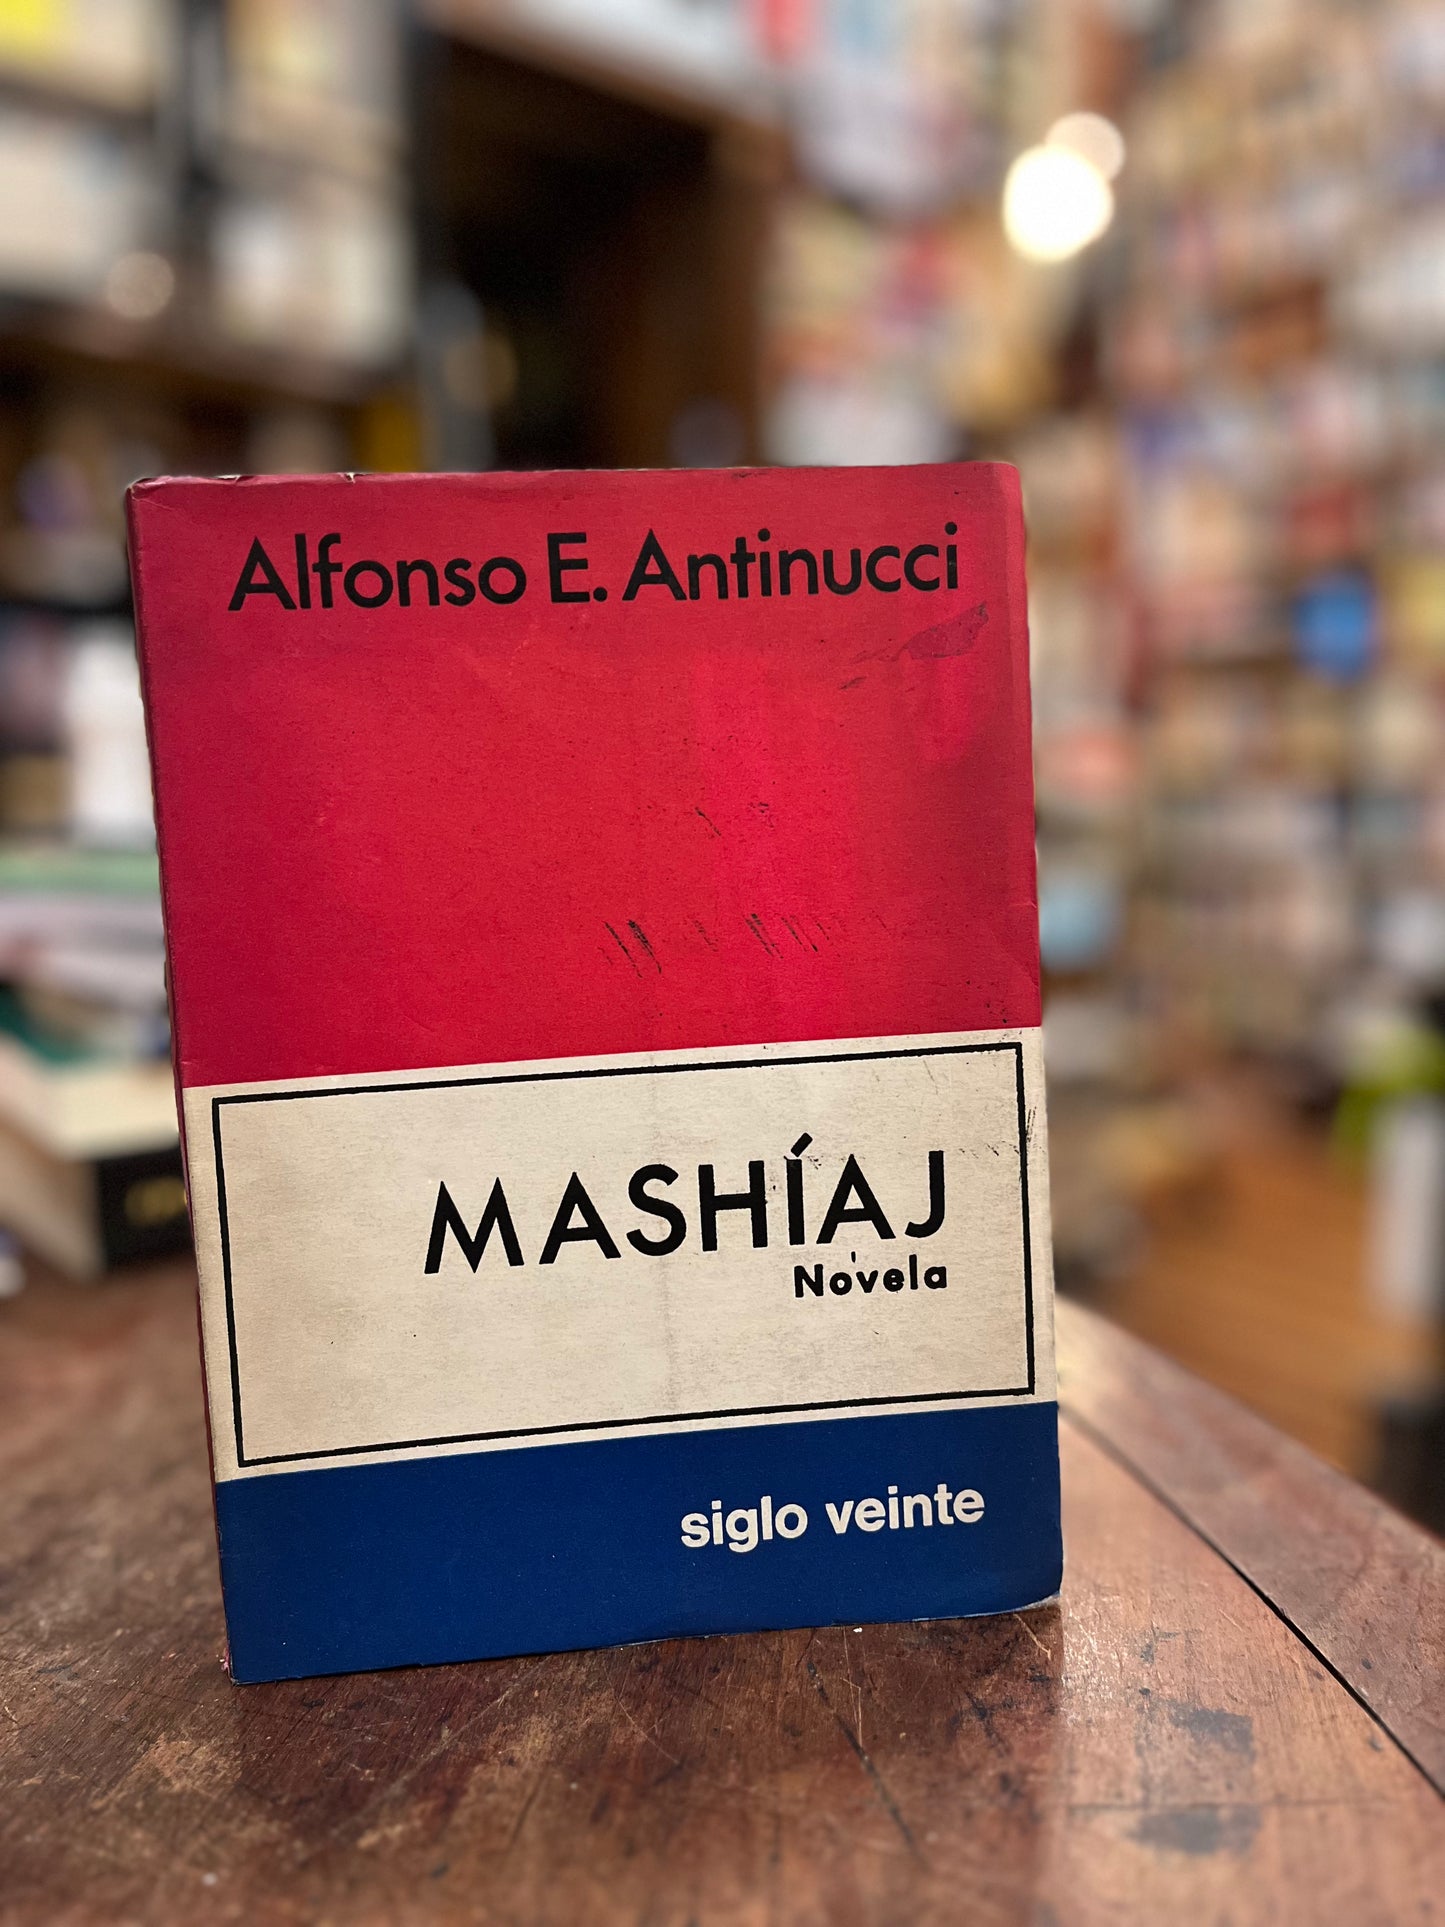 Alfonso E. Antinucci
MASHÍAJ
Novela
siglo veinte